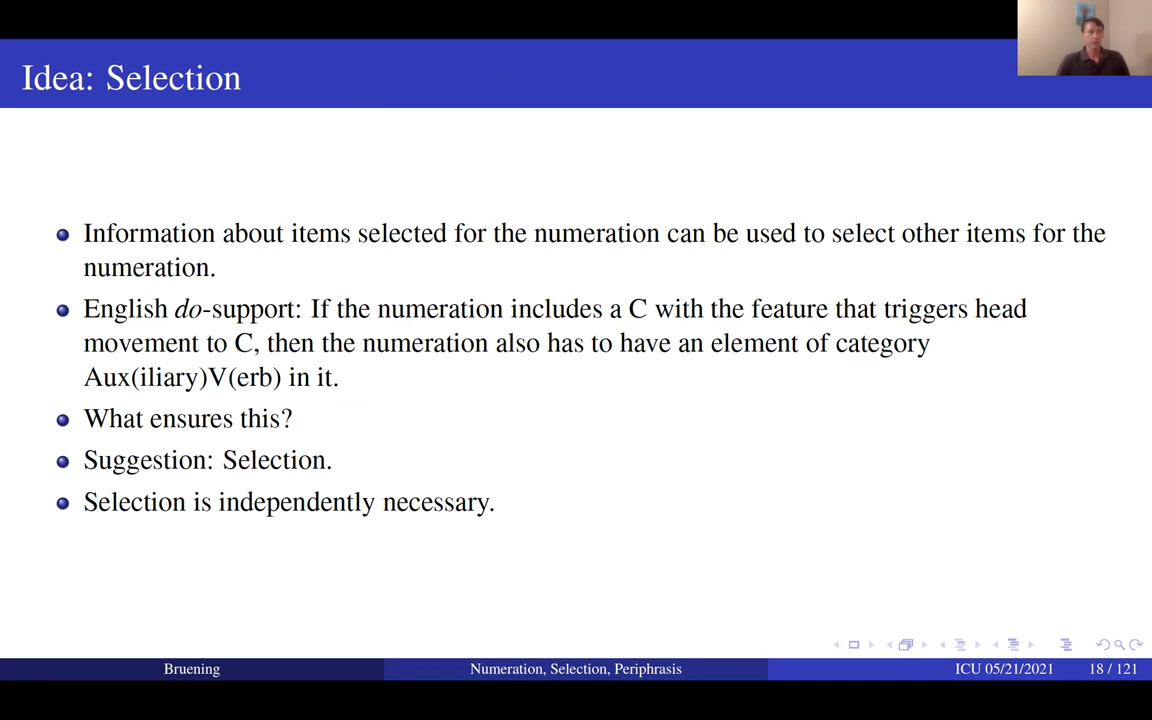 Idea: Selection
Information about items selected for the numeration can be used to select other items for the
numeration.
English do-support: If the numeration includes a C with the feature that triggers head
movement to C, then the numeration also has to have an element of category
Aux(iliary)V(erb) in it.
What ensures this?
Suggestion: Selection.
Selection is independently necessary.
Bruening
Numeration, Selection, Periphrasis
ICU 05/21/2021
18 / 121